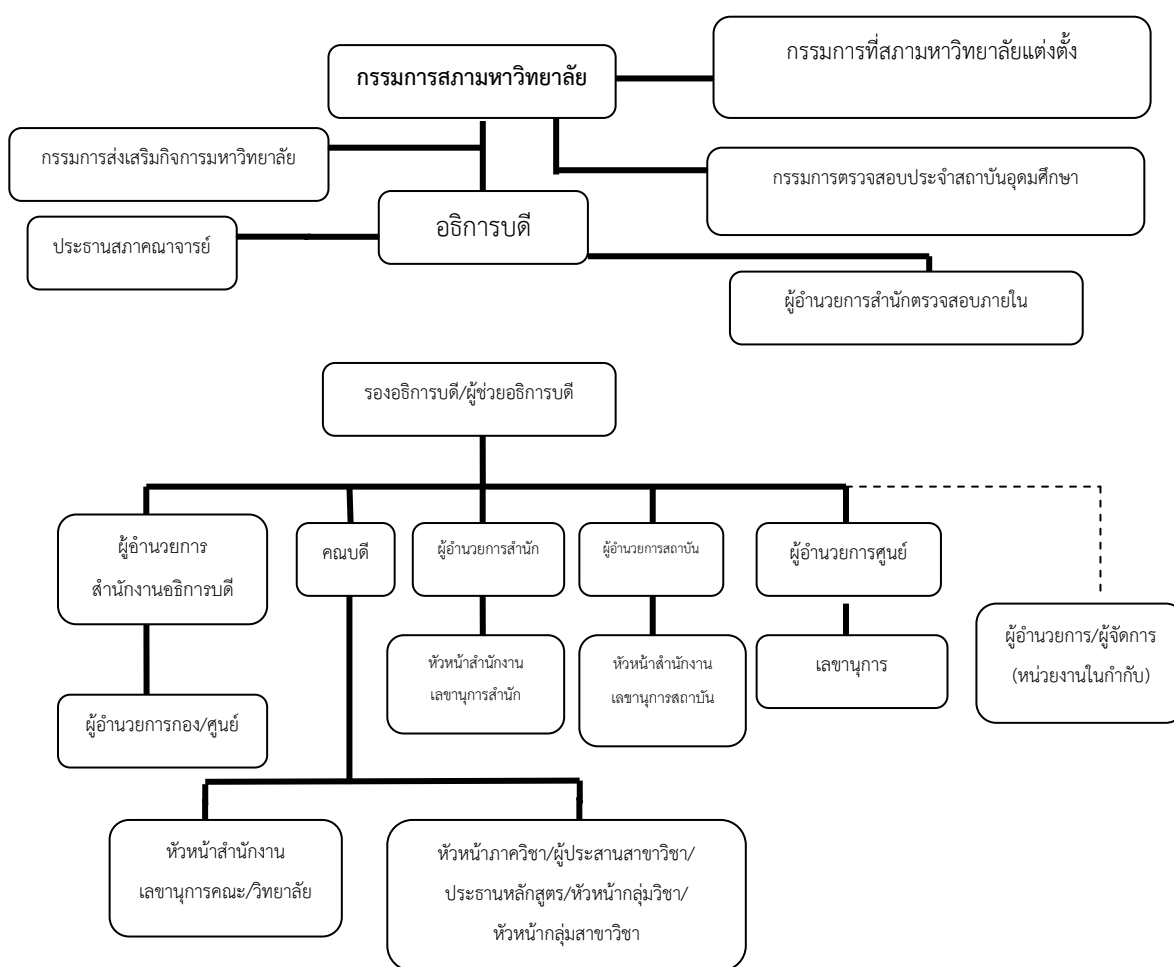 กรรมการที่สภามหาวิทยาลัยแต่งตั้ง
กรรมการสภามหาวิทยาลัย
กรรมการส่งเสริมกิจการมหาวิทยาลัย
กรรมการตรวจสอบประจำสถาบันอุดมศึกษา
อธิการบดี
ประธานสภาคณาจารย์
ผู้อำนวยการสำนักตรวจสอบภายใน
รองอธิการบดี/ผู้ช่วยอธิการบดี
ผู้อำนวยการ
สำนักงานอธิการบดี
คณบดี
ผู้อำนวยการสำนัก
ผู้อำนวยการสถาบัน
ผู้อำนวยการศูนย์
ผู้อำนวยการ/ผู้จัดการ
(หน่วยงานในกำกับ)
ผู้อำนวยการกอง/ศูนย์
หัวหน้าสำนักงาน
เลขานุการสำนัก
หัวหน้าสำนักงาน
เลขานุการสถาบัน
เลขานุการ
หัวหน้าสำนักงาน
เลขานุการคณะ/วิทยาลัย
หัวหน้าภาควิชา/ผู้ประสานสาขาวิชา/
ประธานหลักสูตร/หัวหน้ากลุ่มวิชา/
หัวหน้ากลุ่มสาขาวิชา